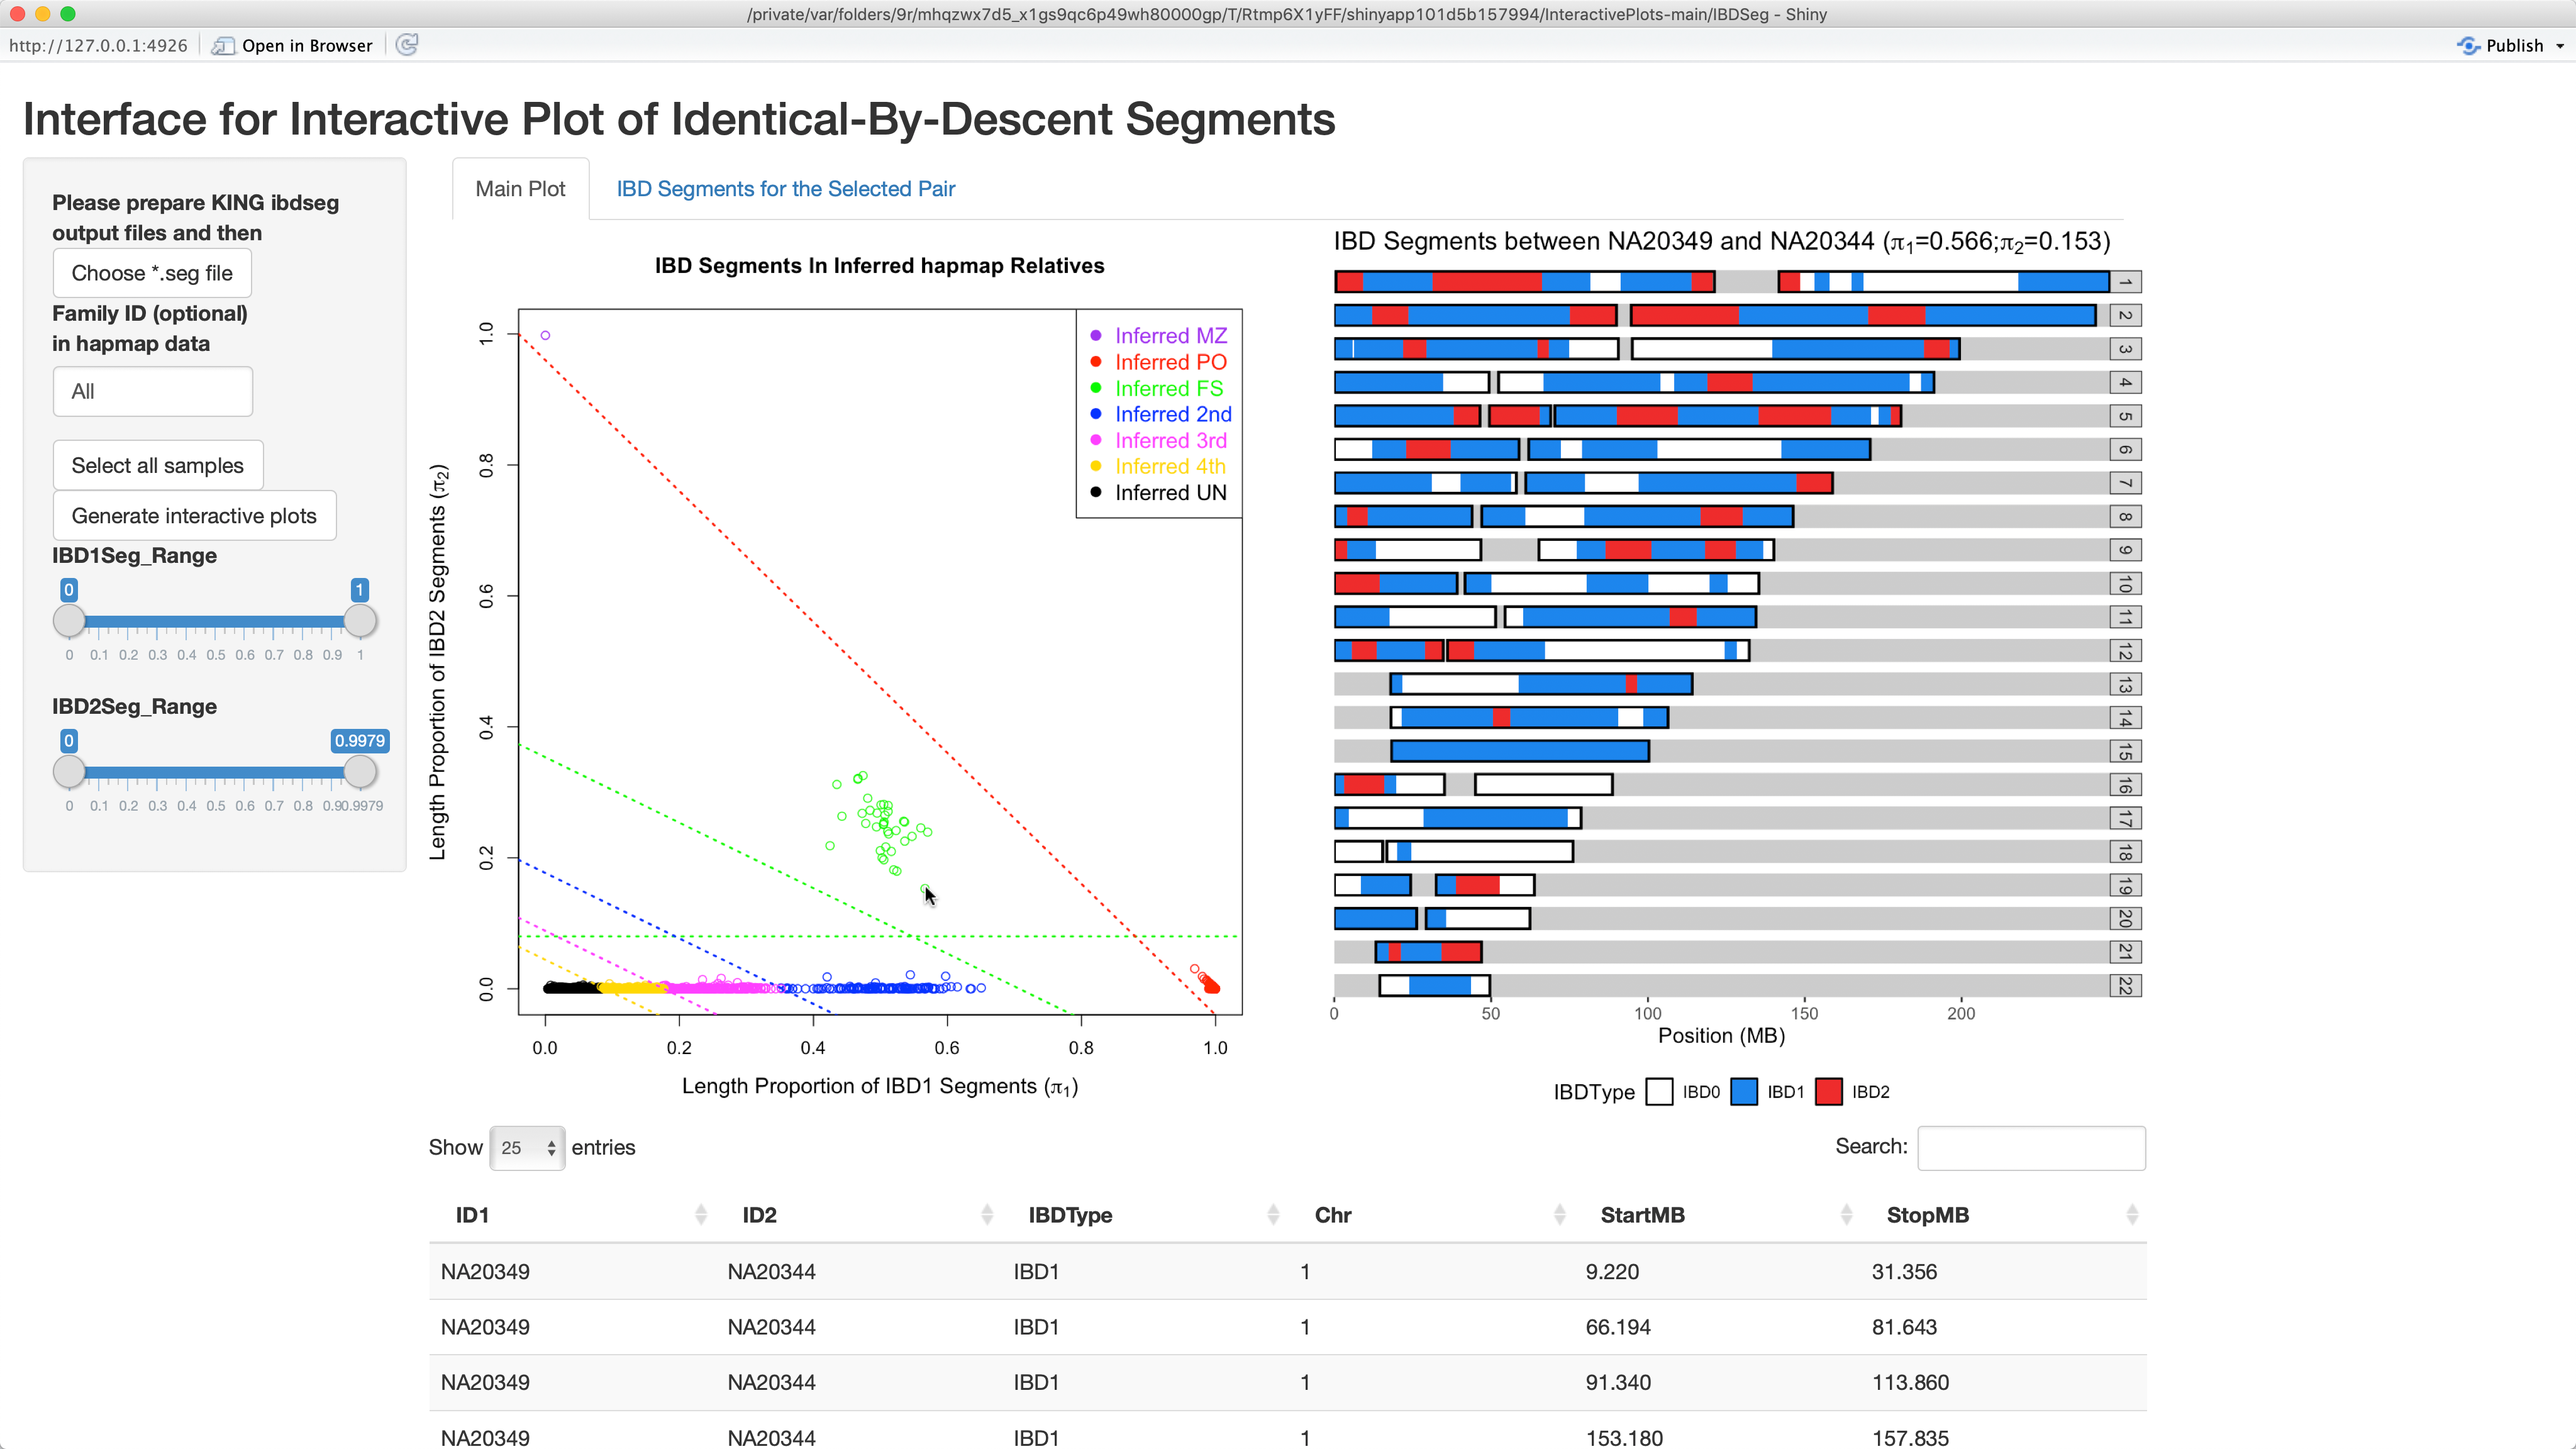 /private/var/folders/9r/mhqzwx7d5_x1gs9qc6p49wh80000gp/T/Rtmp6X1yFF/shinyapp101d5b157994/InteractivePlots-main/IBDSeg - Shiny
http://127.0.0.1:4926
Open in Browser
Publish
Interface for Interactive Plot of Identical-By-Descent Segments
Please prepare KING ibdseg
output files and then
Choose *.seg file
Family ID (optional)
in hapmap data
All
Select all samples
Generate interactive plots
IBD1Seg_Range
0 1
0 0.1 0.2 0.3 0.4 0.5 0.6 0.7 0.8 0.9 1
IBD2Seg_Range
0 0.9979
0 0.1 0.2 0.3 0.4 0.5 0.6 0.7 0.8 0.90.9979
Main Plot
IBD Segments for the Selected Pair
IBD Segments In Inferred hapmap Relatives
Inferred MZ
Inferred PO
Inferred FS
Inferred 2nd
Inferred 3rd
Inferred 4th
Inferred UN
Length Proportion of IBD2 Segments (π2)
1.0
0.8
0.6
0.4
0.2
0.0
0.0 0.2 0.4 0.6 0.8 1.0
Length Proportion of IBD1 Segments (π1)
IBD Segments between NA20349 and NA20344 (π1=0.566;π2=0.153)
1
2
3
4
5
6
7
8
9
10
11
12
13
14
15
16
17
18
19
20
21
22
0 50 100 150 200
Position (MB)
IBDType IBD0 IBD1 IBD2
Show 25 entries
Search:
ID1 ID2 IBDType Chr StartMB StopMB
NA20349 NA20344 IBD1 1 9.220 31.356
NA20349 NA20344 IBD1 1 66.194 81.643
NA20349 NA20344 IBD1 1 91.340 113.860
NA20349 NA20344 IBD1 1 153.180 157.835